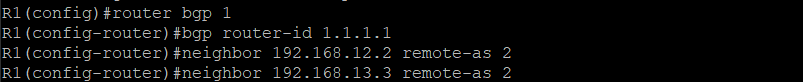 R1(config)#router bgp 1
R1(config-router)#bgp router-id 1.1.1.1
R1(config-router)#neighbor 192.168.12.2 remote-as 2
R1(config-router)#neighbor 192.168.13.3 remote-as 2